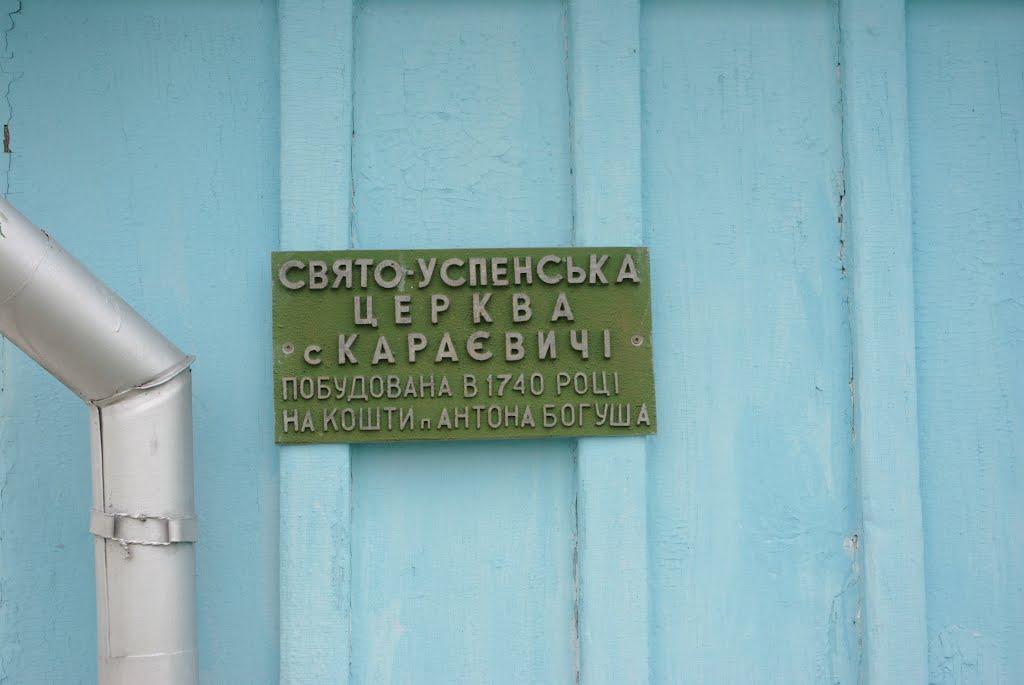 СВЯТО-УСПЕНСЬКА
ЦЕРКВА
с КАРАЄВИЧІ
ПОБУДОВАНА В 1740 РОЦІ
НА КОШТИ п АНТОНА БОГУША